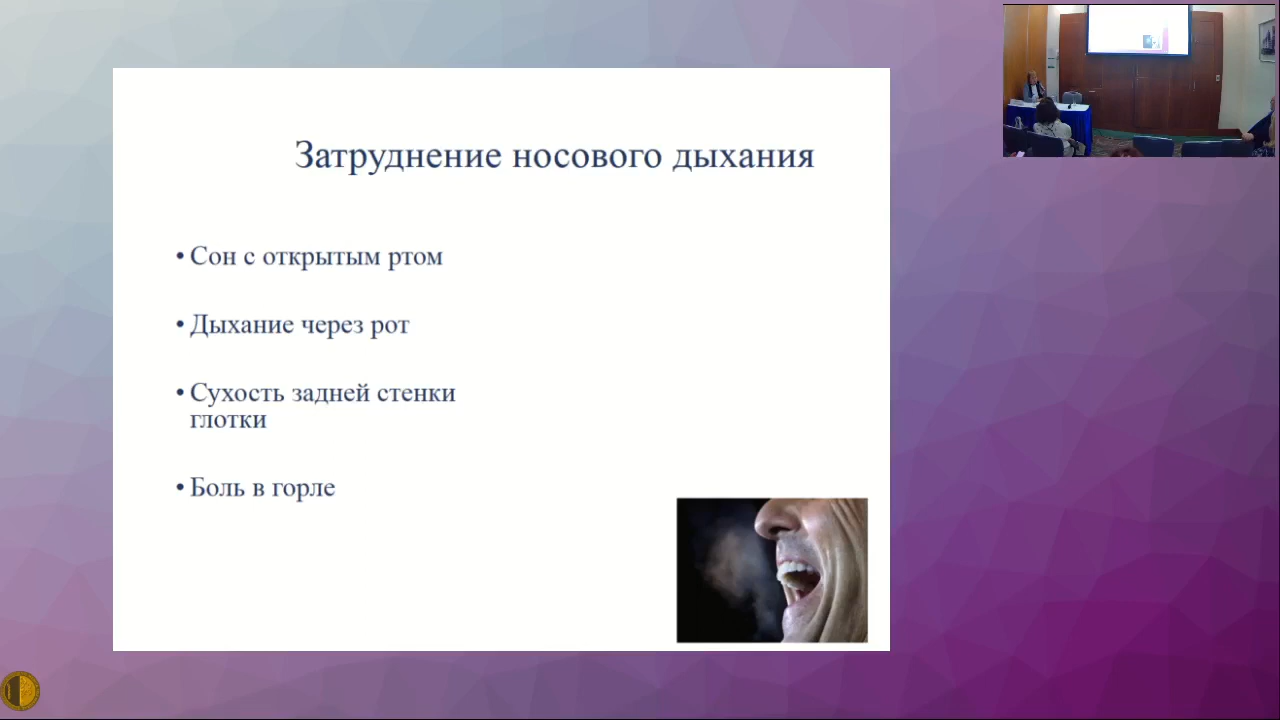 Затруднение носового дыхания
• Сон с открытым ртом
• Дыхание через рот
• Сухость задней стенки
глотки
• Боль в горле